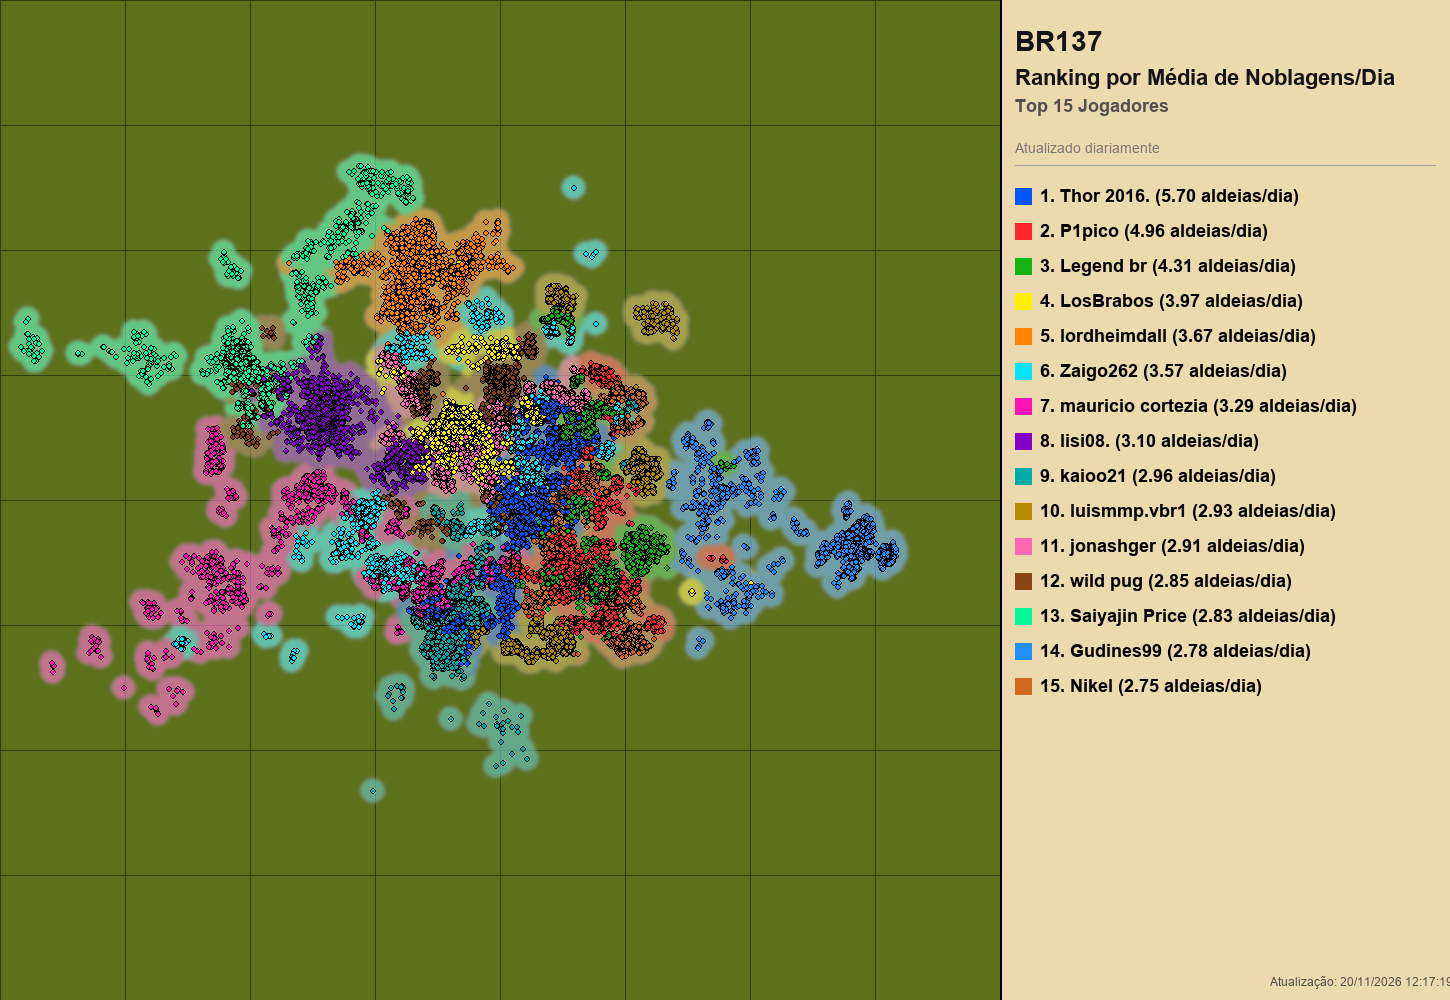 BR137
Ranking por Média de Noblagens/Dia
Top 15 Jogadores
Atualizado diariamente
1. Thor 2016. (5.70 aldeias/dia)
2. P1pico (4.96 aldeias/dia)
3. Legend br (4.31 aldeias/dia)
4. LosBrabos (3.97 aldeias/dia)
5. lordheimdall (3.67 aldeias/dia)
6. Zaigo262 (3.57 aldeias/dia)
7. mauricio cortezia (3.29 aldeias/dia)
8. lisi08. (3.10 aldeias/dia)
9. kaioo21 (2.96 aldeias/dia)
10. luismmp.vbr1 (2.93 aldeias/dia)
11. jonashger (2.91 aldeias/dia)
12. wild pug (2.85 aldeias/dia)
13. Saiyajin Price (2.83 aldeias/dia)
14. Gudines99 (2.78 aldeias/dia)
15. Nikel (2.75 aldeias/dia)
Atualização: 20/11/2026 12:17:19